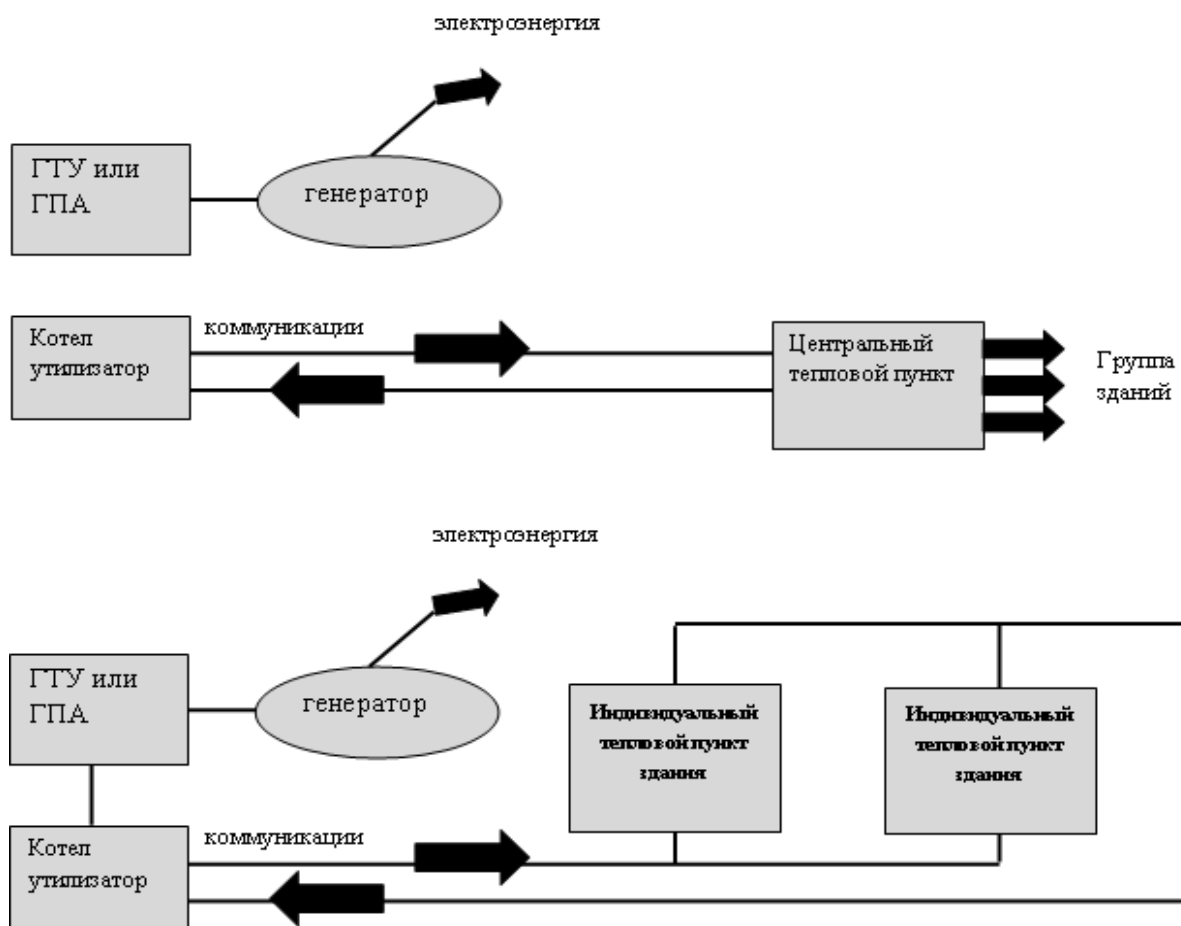 электроэнергия
ГТУ или
ГПА
генератор
Котел
утилизатор
коммуникации
Центральный
тепловой пункт
Группа
зданий
электроэнергия
ГТУ или
ГПА
генератор
Индивидуальный
тепловой пункт
здания
Индивидуальный
тепловой пункт
здания
Котел
утилизатор
коммуникации